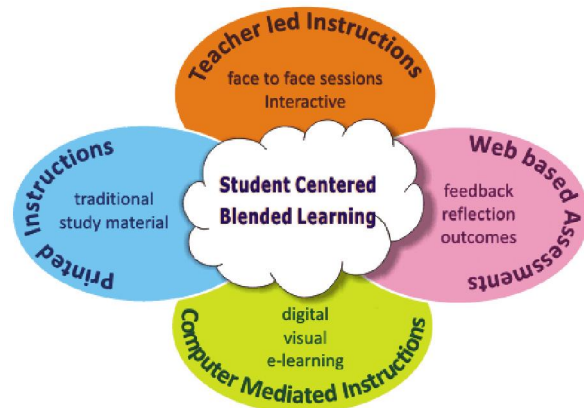 Teacher led Instructions
face to face sessions
Interactive
Printed Instructions
traditional
study material
Student Centered
Blended Learning
Web based Assessments
feedback
reflection
outcomes
digital
visual
e-learning
Computer Mediated Instructions